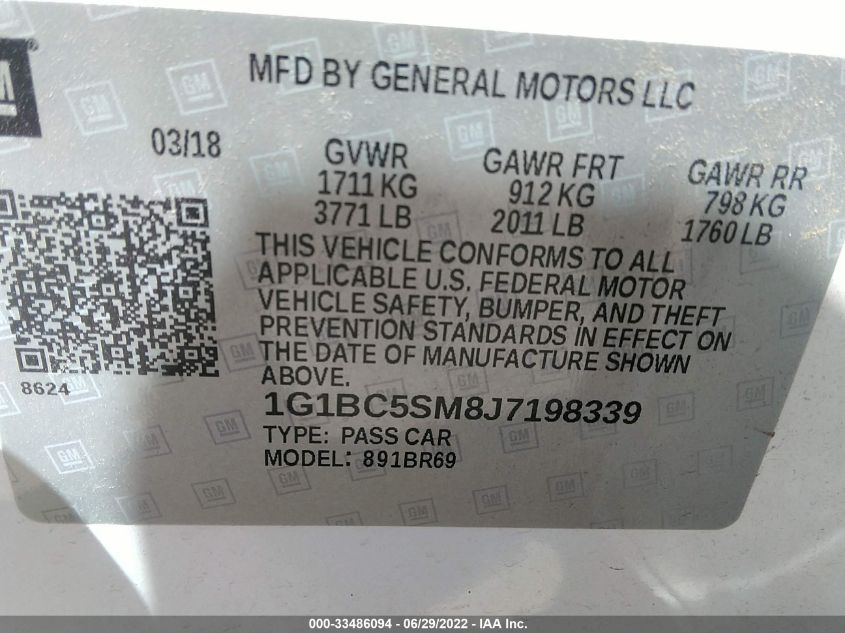 GM
MFD BY GENERAL MOTORS LLC
03/18
GVWR
1711 KG
3771 LB
GAWR FRT
912 KG
2011 LB
GAWR RR
798 KG
1760 LB
THIS VEHICLE CONFORMS TO ALL
APPLICABLE U.S. FEDERAL MOTOR
VEHICLE SAFETY, BUMPER, AND THEFT
PREVENTION STANDARDS IN EFFECT ON
THE DATE OF MANUFACTURE SHOWN
ABOVE.
8624
1G1BC5SM8J7198339
TYPE: PASS CAR
MODEL: 891BR69
000-33486094 - 06/29/2022 - IAA Inc.